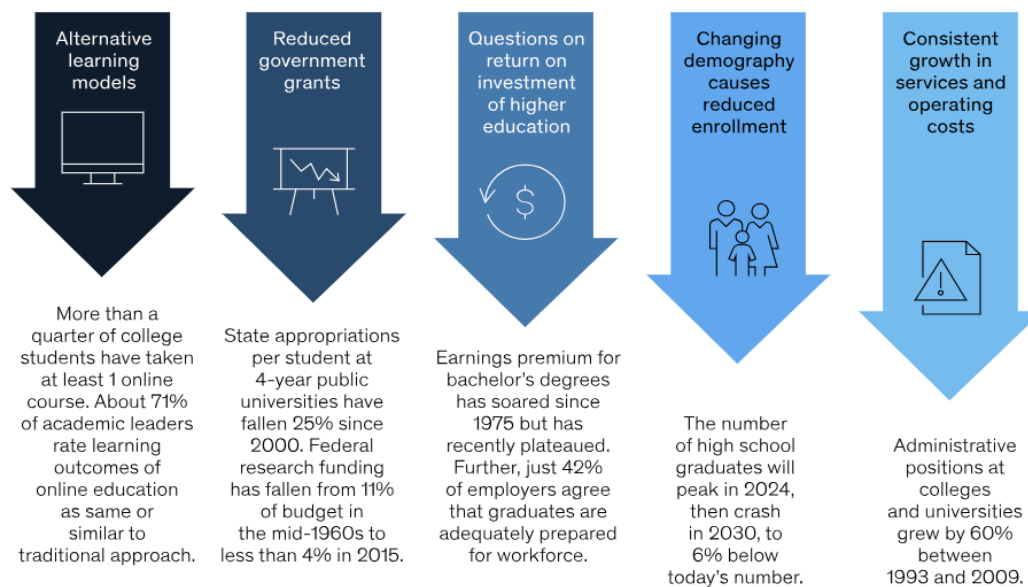 Alternative
learning
models
More than a
quarter of college
students have taken
at least 1 online
course. About 71%
of academic leaders
rate learning
outcomes of
online education
as same or
similar to
traditional approach.
Reduced
government
grants
State appropriations
per student at
4-year public
universities have
fallen 25% since
2000. Federal
research funding
has fallen from 11%
of budget in
the mid-1960s to
less than 4% in 2015.
Questions on
return on
investment
of higher
education
$
Earnings premium for
bachelor’s degrees
has soared since
1975 but has
recently plateaued.
Further, just 42%
of employers agree
that graduates are
adequately prepared
for workforce.
Changing
demography
causes
reduced
enrollment
The number
of high school
graduates will
peak in 2024,
then crash
in 2030, to
6% below
today’s number.
Consistent
growth in
services and
operating
costs
Administrative
positions at
colleges
and universities
grew by 60%
between
1993 and 2009.